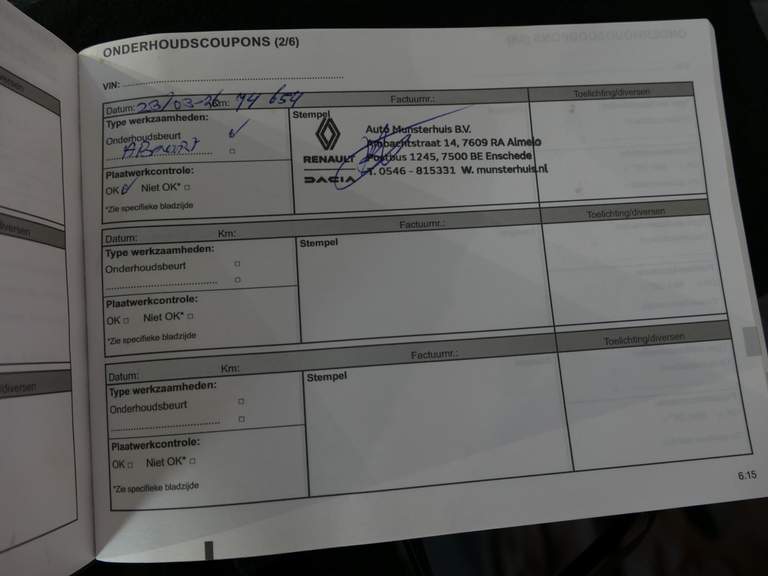 ONDERHOUDSCOUPONS (2/6)
VIN:
Datum: 23/03-26 Km: 74 654 Factuurnr.: Toelichting/diversen
Type werkzaamheden:
Onderhoudsbeurt ✓
Plaatwerkcontrole:
OK ✓ Niet OK* □
*Zie specifieke bladzijde
Stempel
RENAULT
DACIA
Auto Munsterhuis B.V.
Ambachtstraat 14, 7609 RA Almelo
Postbus 1245, 7500 BE Enschede
T. 0546 - 815331 W. munsterhuis.nl
Datum: Km: Factuurnr.: Toelichting/diversen
Type werkzaamheden:
Onderhoudsbeurt □
Plaatwerkcontrole:
OK □ Niet OK* □
*Zie specifieke bladzijde
Stempel
Datum: Km: Factuurnr.: Toelichting/diversen
Type werkzaamheden:
Onderhoudsbeurt □
Plaatwerkcontrole:
OK □ Niet OK* □
*Zie specifieke bladzijde
Stempel
6.15